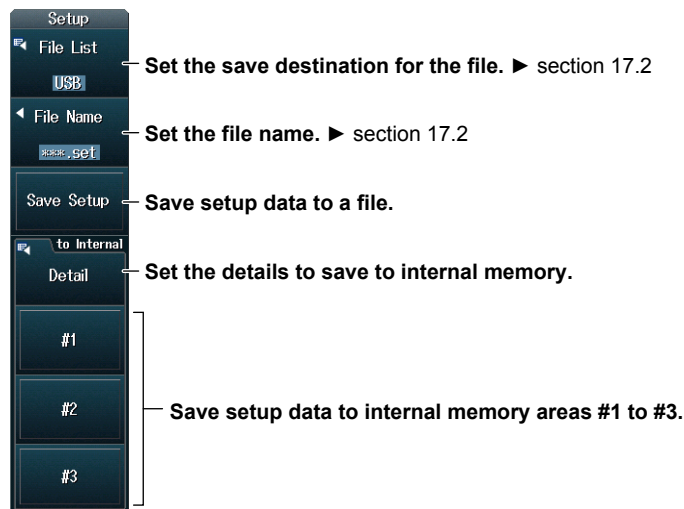 Setup
File List
USB
Set the save destination for the file. ► section 17.2
File Name
***.set
Set the file name. ► section 17.2
Save Setup
Save setup data to a file.
to Internal
Detail
Set the details to save to internal memory.
#1
#2
Save setup data to internal memory areas #1 to #3.
#3